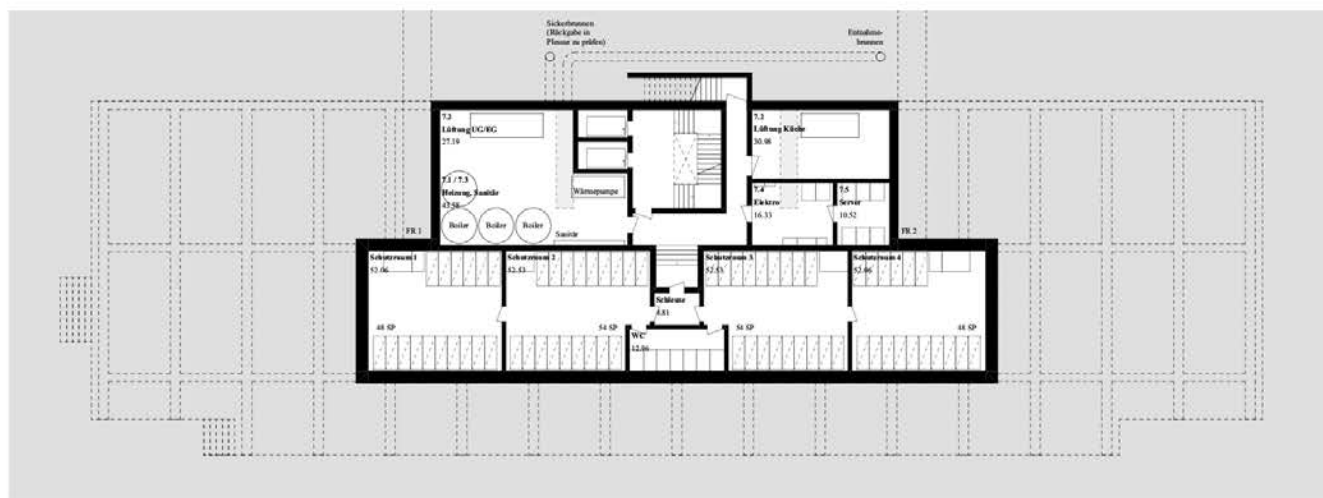 Sickerbrunnen
(Rückgabe in
Plessur zu prüfen)
Entnahme-
brunnen
7.2
Lüftung UG/EG
27.19
7.2
Lüftung Küche
30.98
7.1 / 7.3
Heizung, Sanitär
43.58
Wärmepumpe
7.4
Elektro
16.33
7.5
Server
10.52
Boiler
Boiler
Boiler
Sanitär
FR 1
FR 2
Schutzraum 1
52.06
Schutzraum 2
52.53
Schutzraum 3
52.53
Schutzraum 4
52.06
Schleuse
4.81
48 SP
54 SP
WC
12.86
54 SP
48 SP